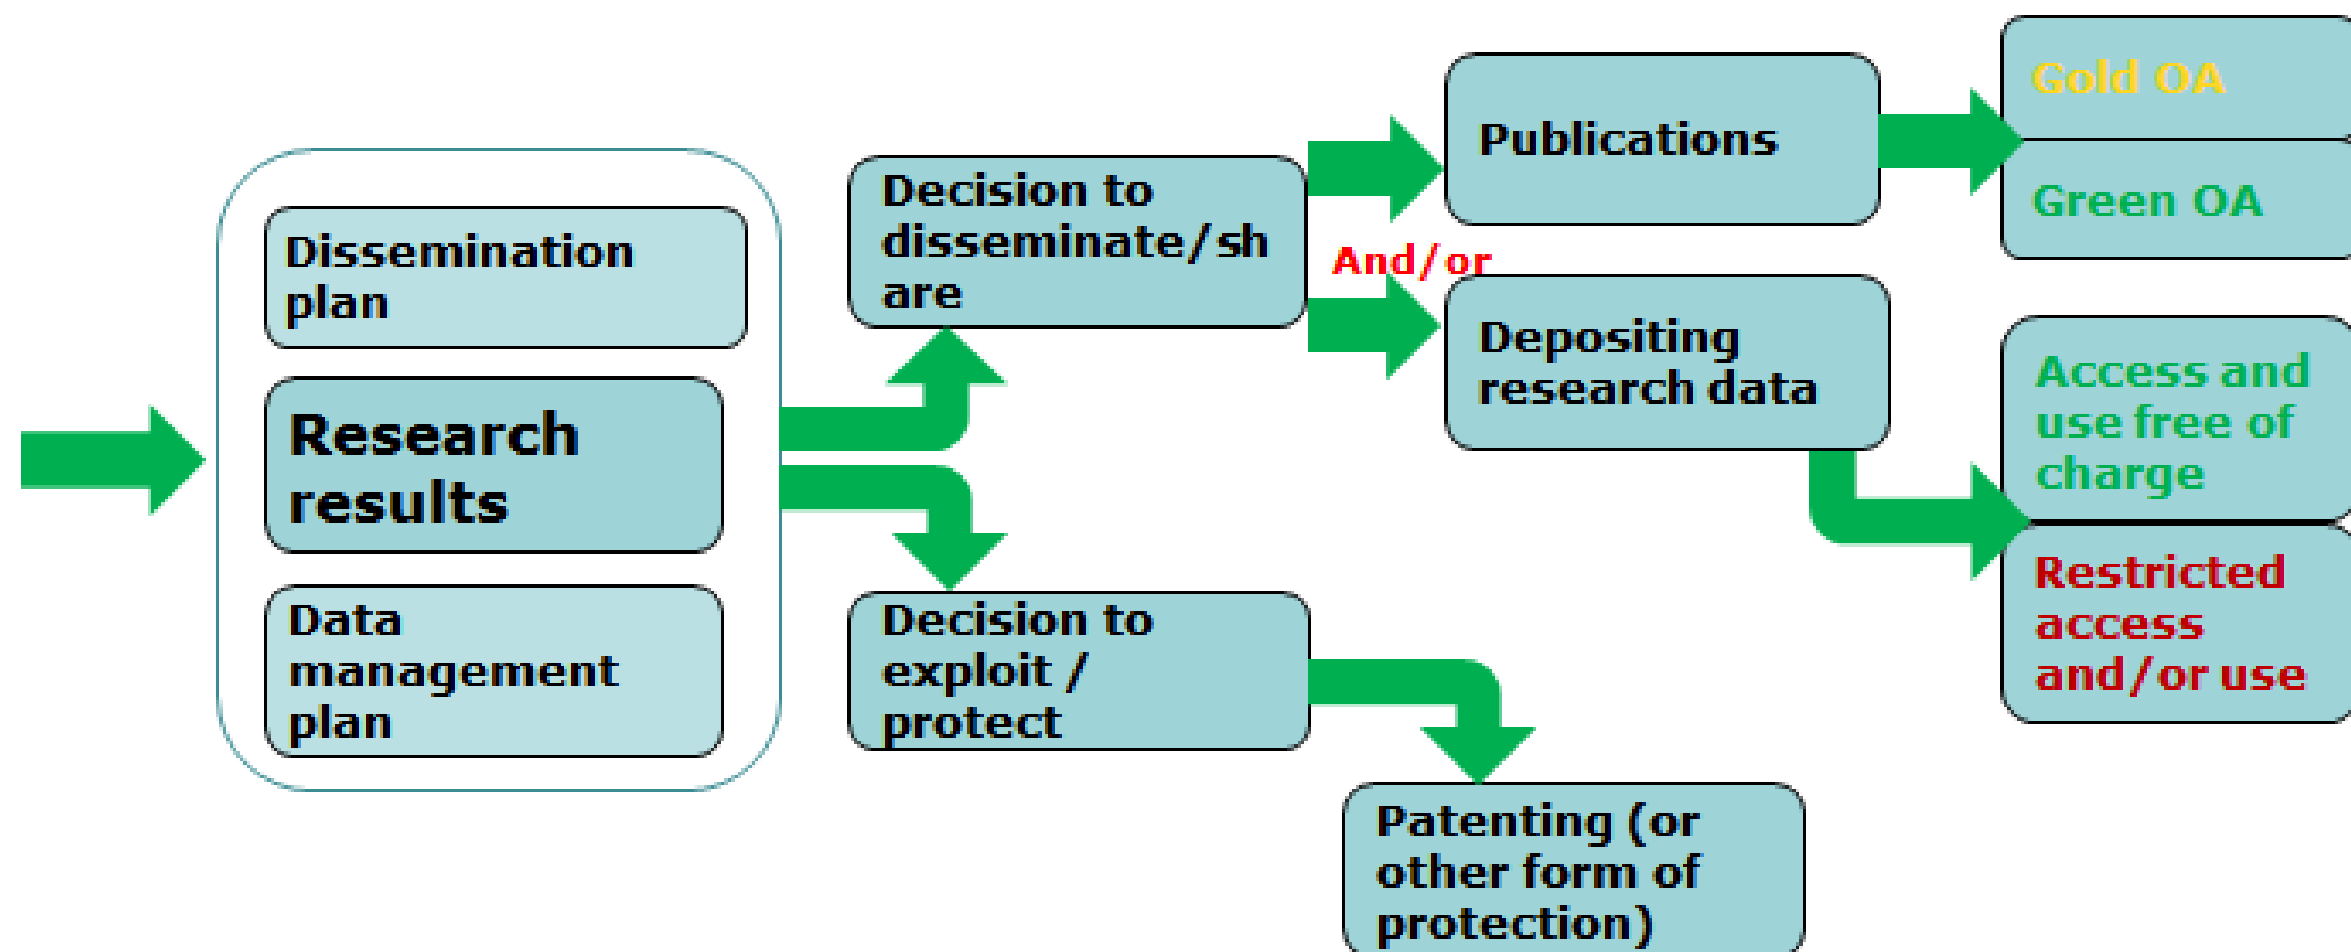 Dissemination
plan
Research
results
Data
management
plan
Decision to
disseminate/sh
are
Decision to
exploit /
protect
And/or
Publications
Depositing
research data
Patenting (or
other form of
protection)
Gold OA
Green OA
Access and
use free of
charge
Restricted
access
and/or use